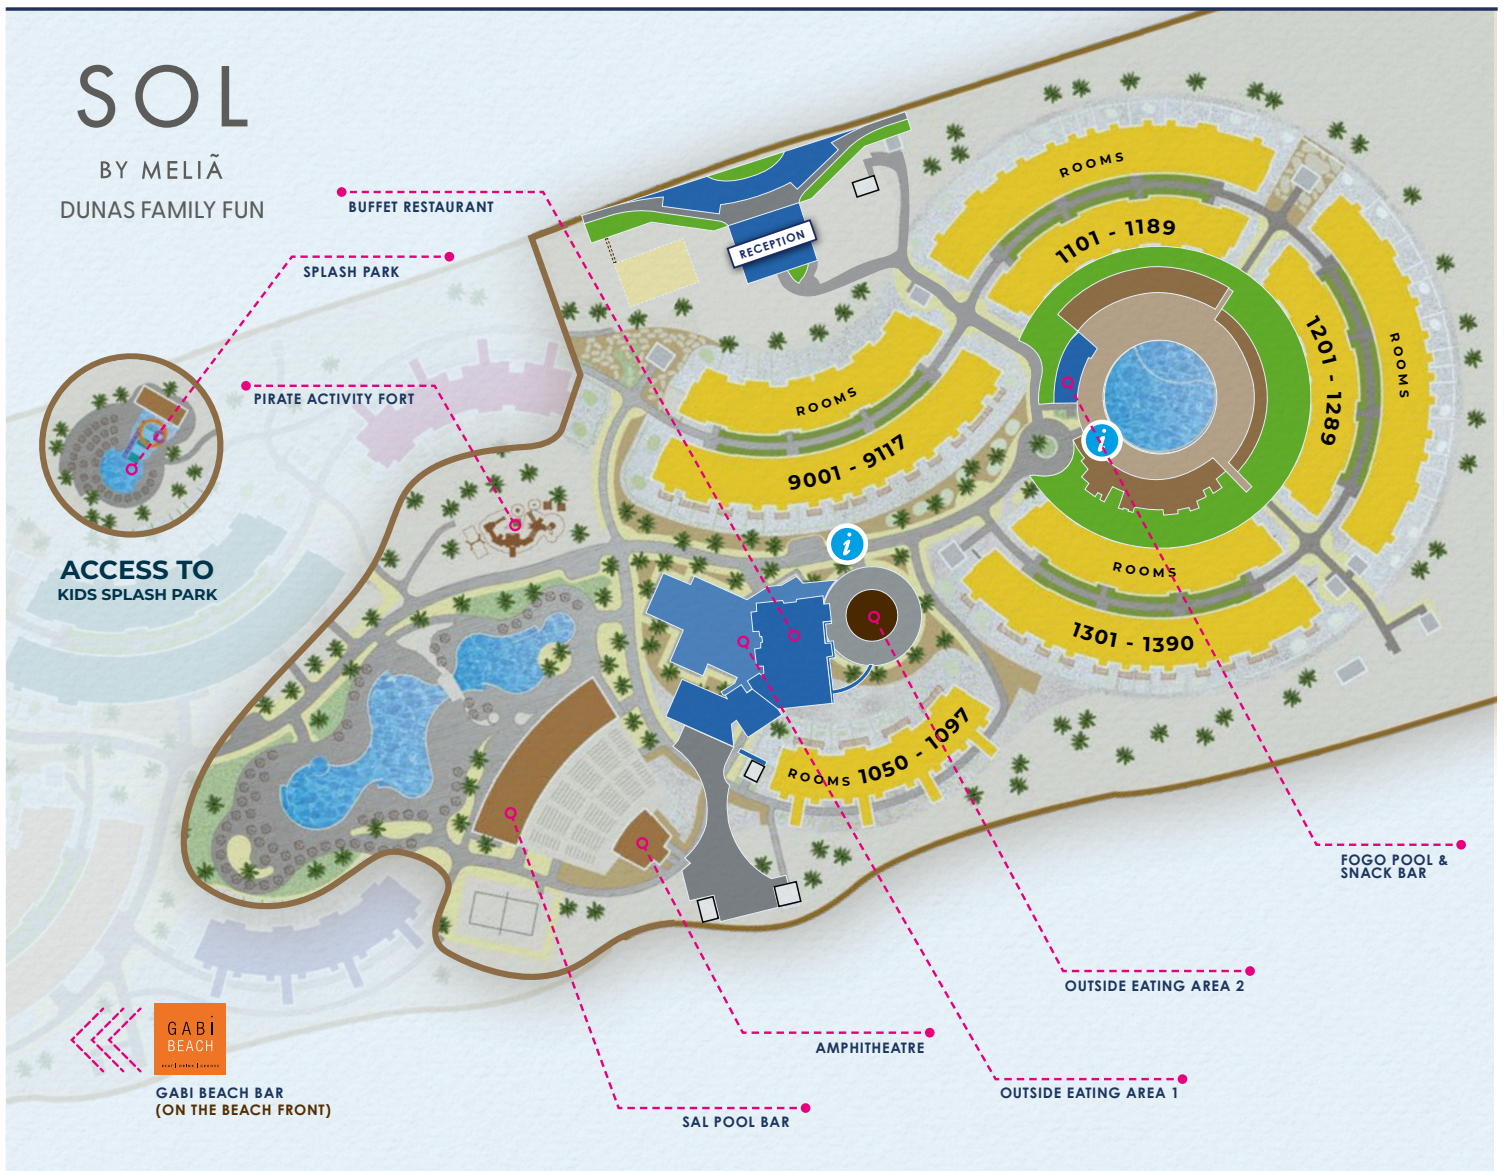 SOL
BY MELIÃ
DUNAS FAMILY FUN
BUFFET RESTAURANT
SPLASH PARK
PIRATE ACTIVITY FORT
RECEPTION
ROOMS
1101 - 1189
1201 - 1289
ROOMS
ROOMS
9001 - 9117
i
i
ROOMS
1301 - 1390
ROOMS 1050 - 1097
ACCESS TO
KIDS SPLASH PARK
FOGO POOL &
SNACK BAR
OUTSIDE EATING AREA 2
AMPHITHEATRE
OUTSIDE EATING AREA 1
SAL POOL BAR
GABi
BEACH
GABI BEACH BAR
(ON THE BEACH FRONT)